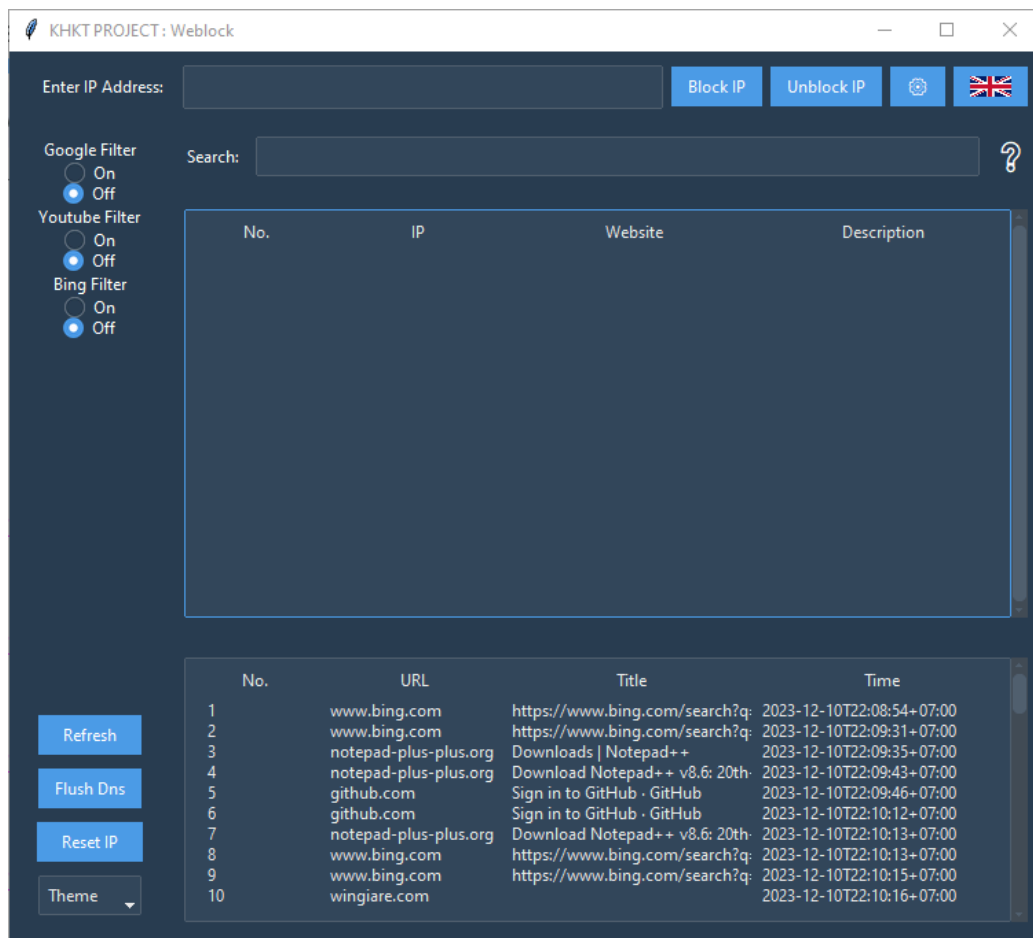 KHKT PROJECT : Weblock
Enter IP Address:
Block IP
Unblock IP
Google Filter
On
Off
Search:
Youtube Filter
On
Off
Bing Filter
On
Off
No. IP Website Description
No. URL Title Time
1 www.bing.com https://www.bing.com/search?q: 2023-12-10T22:08:54+07:00
2 www.bing.com https://www.bing.com/search?q: 2023-12-10T22:09:31+07:00
3 notepad-plus-plus.org Downloads | Notepad++ 2023-12-10T22:09:35+07:00
4 notepad-plus-plus.org Download Notepad++ v8.6: 20th- 2023-12-10T22:09:43+07:00
5 github.com Sign in to GitHub · GitHub 2023-12-10T22:09:46+07:00
6 github.com Sign in to GitHub · GitHub 2023-12-10T22:10:12+07:00
7 notepad-plus-plus.org Download Notepad++ v8.6: 20th- 2023-12-10T22:10:13+07:00
8 www.bing.com https://www.bing.com/search?q: 2023-12-10T22:10:13+07:00
9 www.bing.com https://www.bing.com/search?q: 2023-12-10T22:10:15+07:00
10 wingiare.com 2023-12-10T22:10:16+07:00
Refresh
Flush Dns
Reset IP
Theme